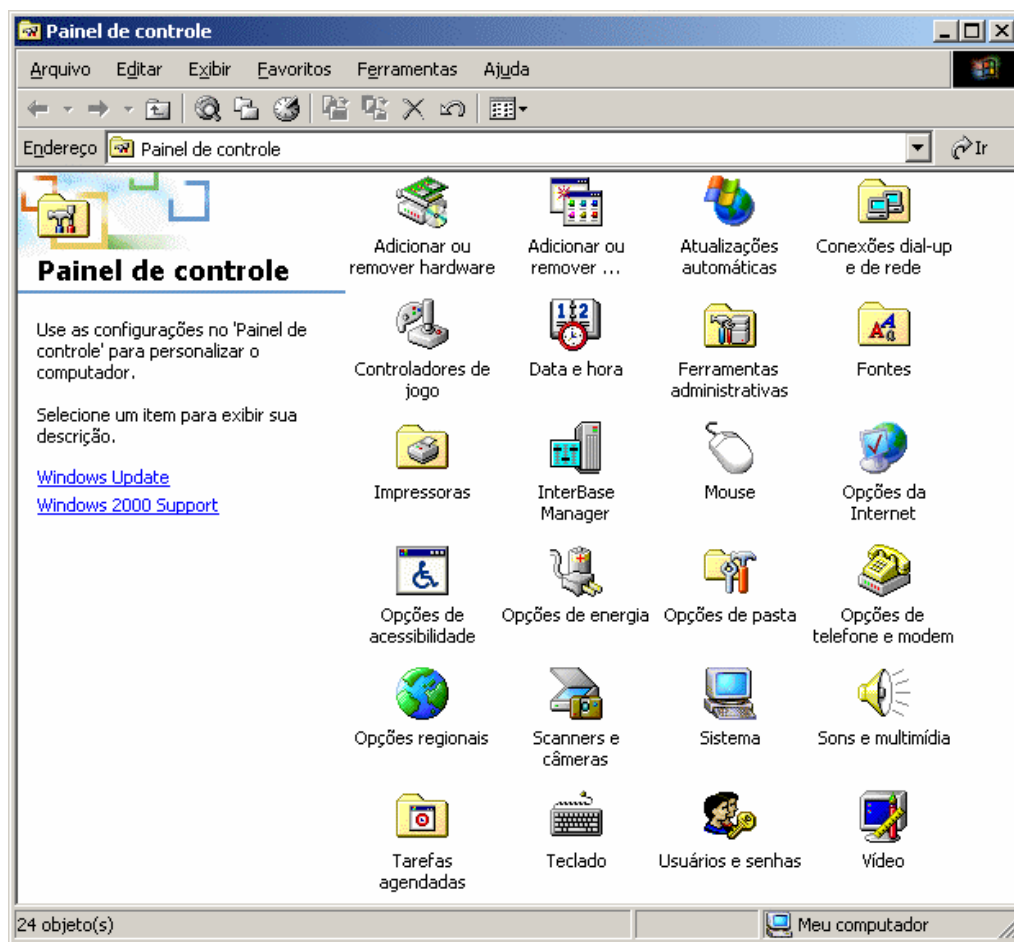 Painel de controle
Arquivo Editar Exibir Favoritos Ferramentas Ajuda
Endereço Painel de controle Ir
Painel de controle
Use as configurações no 'Painel de
controle' para personalizar o
computador.
Selecione um item para exibir sua
descrição.
Windows Update
Windows 2000 Support
Adicionar ou
remover hardware
Adicionar ou
remover ...
Atualizações
automáticas
Conexões dial-up
e de rede
Controladores de
jogo
Data e hora
Ferramentas
administrativas
Fontes
Impressoras
InterBase
Manager
Mouse
Opções da
Internet
Opções de
acessibilidade
Opções de energia
Opções de pasta
Opções de
telefone e modem
Opções regionais
Scanners e
câmeras
Sistema
Sons e multimídia
Tarefas
agendadas
Teclado
Usuários e senhas
Vídeo
24 objeto(s)
Meu computador